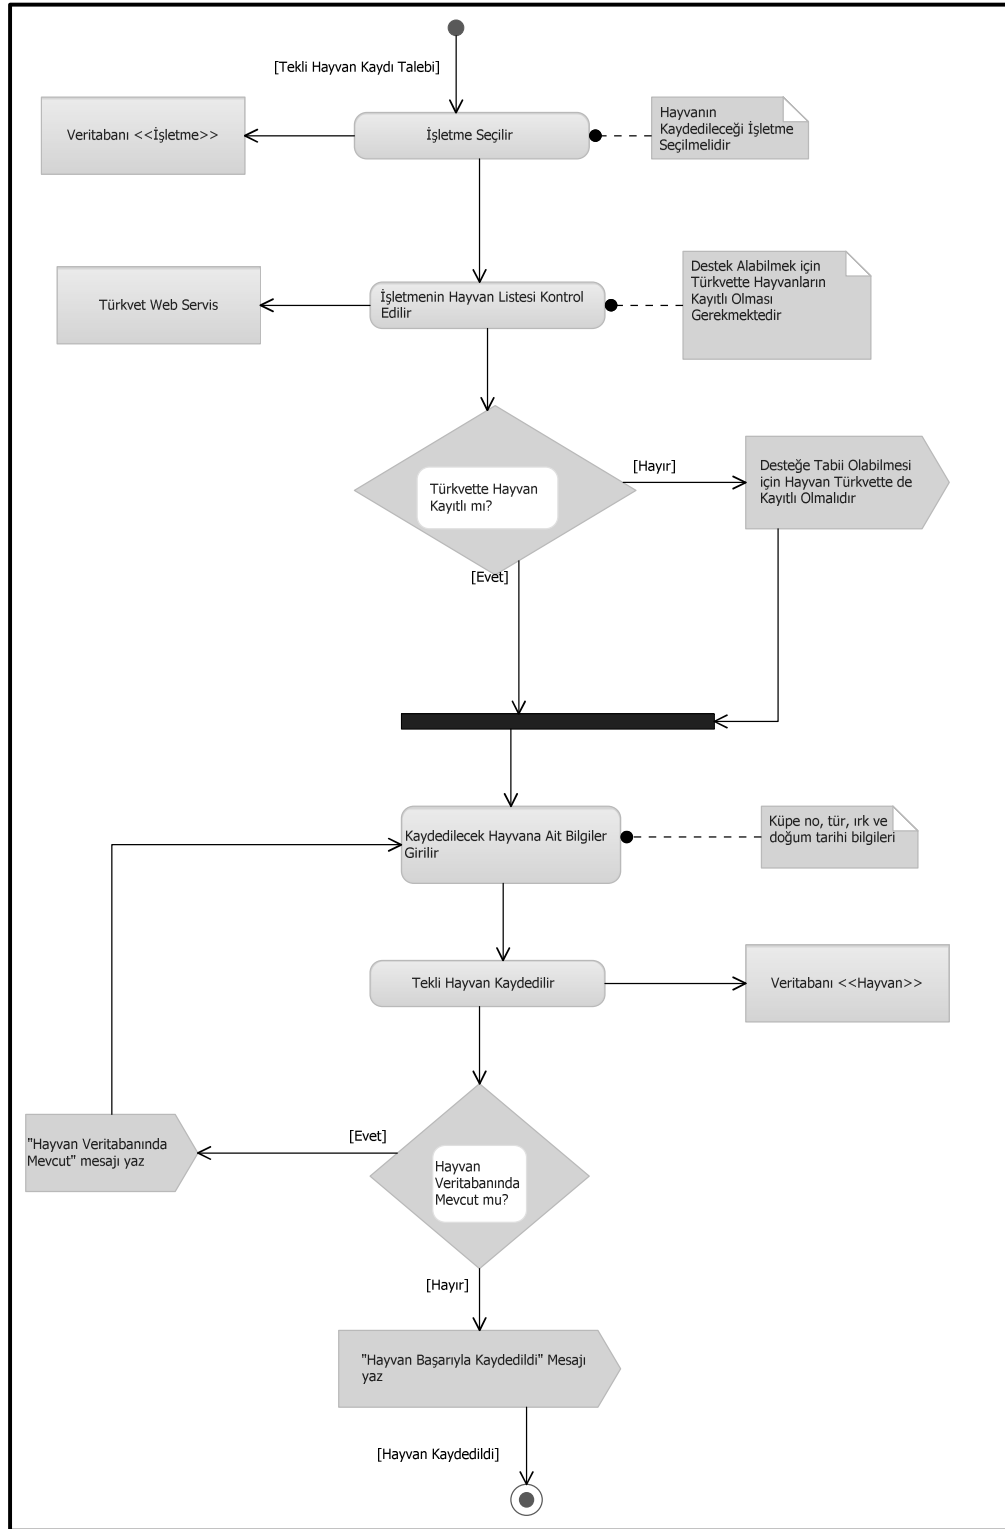 [Tekli Hayvan Kaydı Talebi]
Veritabanı <<İşletme>>
İşletme Seçilir
Hayvanın
Kaydedileceği İşletme
Seçilmelidir
Türkvet Web Servis
İşletmenin Hayvan Listesi Kontrol
Edilir
Destek Alabilmek için
Türkvette Hayvanların
Kayıtlı Olması
Gerekmektedir
Türkvette Hayvan
Kayıtlı mı?
[Hayır]
Desteğe Tabii Olabilmesi
için Hayvan Türkvette de
Kayıtlı Olmalıdır
[Evet]
Kaydedilecek Hayvana Ait Bilgiler
Girilir
Küpe no, tür, ırk ve
doğum tarihi bilgileri
Tekli Hayvan Kaydedilir
Veritabanı <<Hayvan>>
"Hayvan Veritabanında
Mevcut" mesajı yaz
[Evet]
Hayvan
Veritabanında
Mevcut mu?
[Hayır]
"Hayvan Başarıyla Kaydedildi" Mesajı
yaz
[Hayvan Kaydedildi]